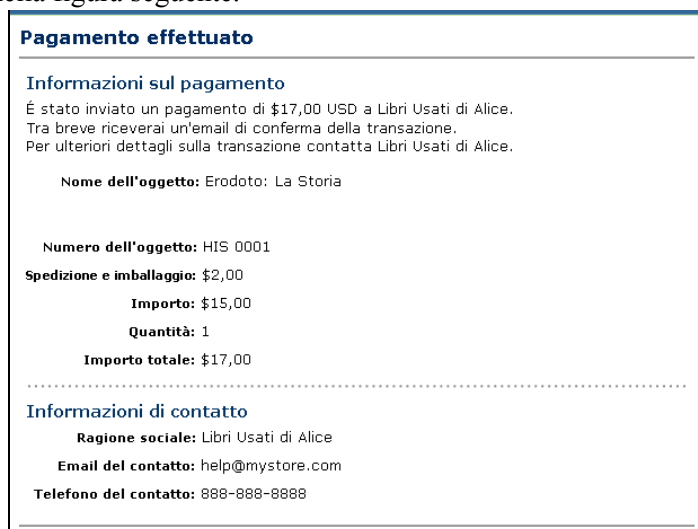 nella figura seguente.
Pagamento effettuato
Informazioni sul pagamento
É stato inviato un pagamento di $17,00 USD a Libri Usati di Alice.
Tra breve riceverai un'email di conferma della transazione.
Per ulteriori dettagli sulla transazione contatta Libri Usati di Alice.
Nome dell'oggetto: Erodoto: La Storia
Numero dell'oggetto: HIS 0001
Spedizione e imballaggio: $2,00
Importo: $15,00
Quantità: 1
Importo totale: $17,00
Informazioni di contatto
Ragione sociale: Libri Usati di Alice
Email del contatto: help@mystore.com
Telefono del contatto: 888-888-8888